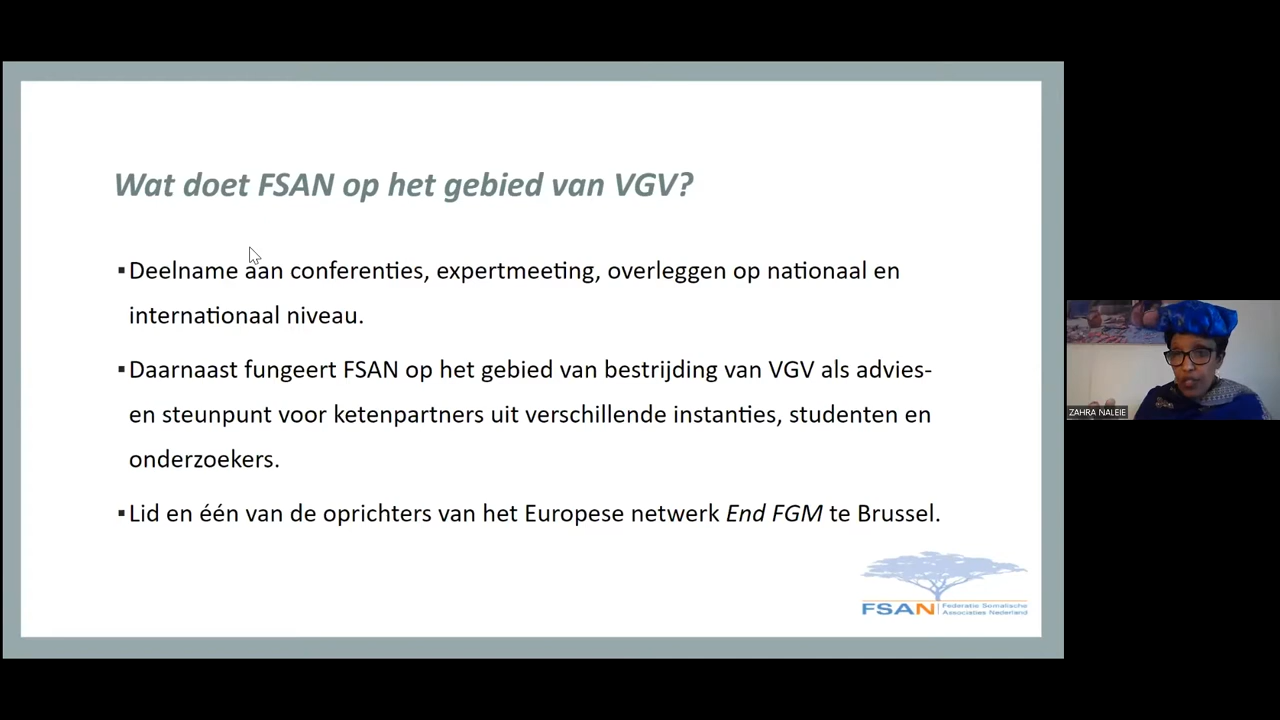 Wat doet FSAN op het gebied van VGV?
▪Deelname aan conferenties, expertmeeting, overleggen op nationaal en
internationaal niveau.
▪Daarnaast fungeert FSAN op het gebied van bestrijding van VGV als advies-
en steunpunt voor ketenpartners uit verschillende instanties, studenten en
onderzoekers.
▪Lid en één van de oprichters van het Europese netwerk End FGM te Brussel.
FSAN
Federatie Somalische
Associaties Nederland
ZAHRA NALEIE